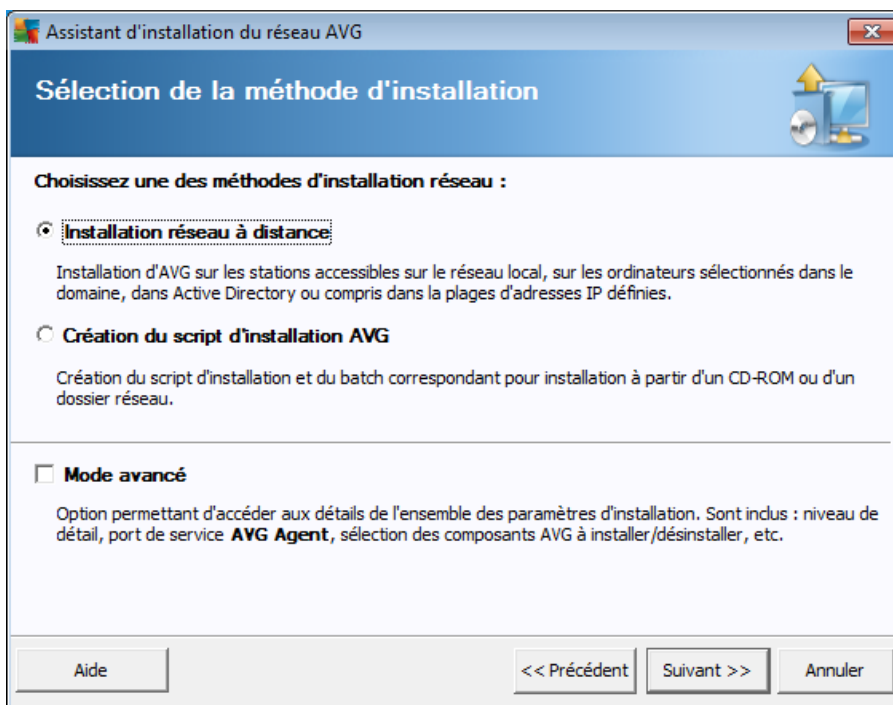 Assistant d'installation du réseau AVG
Sélection de la méthode d'installation
Choisissez une des méthodes d'installation réseau :
Installation réseau à distance
Installation d'AVG sur les stations accessibles sur le réseau local, sur les ordinateurs sélectionnés dans le
domaine, dans Active Directory ou compris dans la plages d'adresses IP définies.
Création du script d'installation AVG
Création du script d'installation et du batch correspondant pour installation à partir d'un CD-ROM ou d'un
dossier réseau.
Mode avancé
Option permettant d'accéder aux détails de l'ensemble des paramètres d'installation. Sont inclus : niveau de
détail, port de service AVG Agent, sélection des composants AVG à installer/désinstaller, etc.
Aide << Précédent Suivant >> Annuler